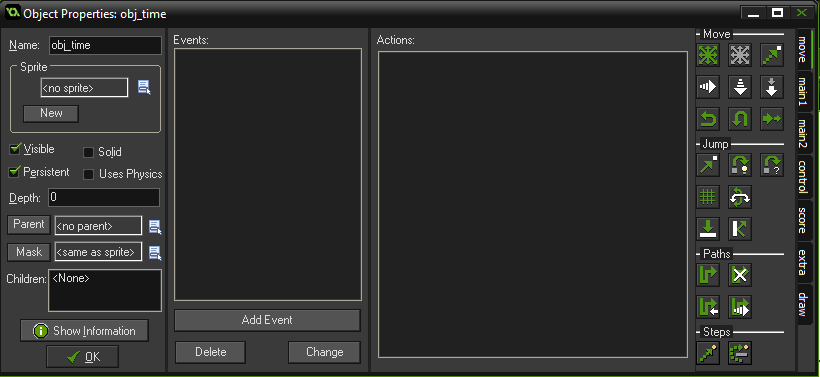 Object Properties: obj_time
Name: obj_time
Sprite
<no sprite>
New
Visible
Solid
Persistent
Uses Physics
Depth: 0
Parent <no parent>
Mask <same as sprite>
Children: <None>
Show Information
OK
Events:
Add Event
Delete
Change
Actions:
Move
Jump
Paths
Steps
move
main1
main2
control
score
extra
draw